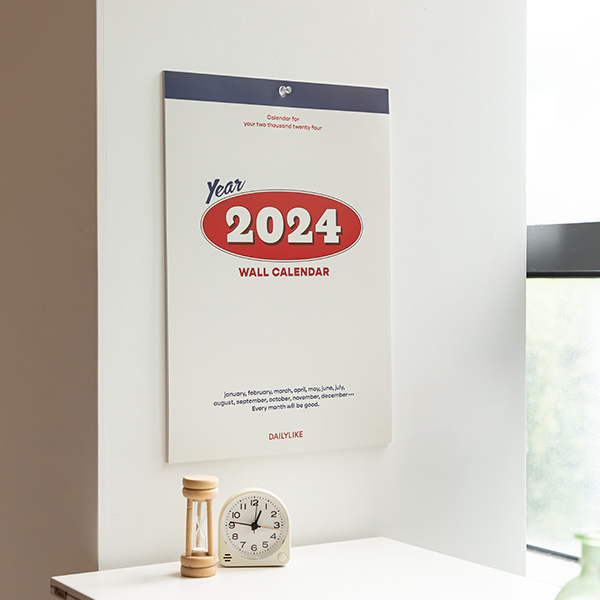 Calendar for
your two thousand twenty four
Year
2024
WALL CALENDAR
january, february, march, april, may, june, july,
august, september, october, november, december •••
Every month will be good.
DAILYLIKE
12
1
2
3
4
5
6
7
8
9
10
11